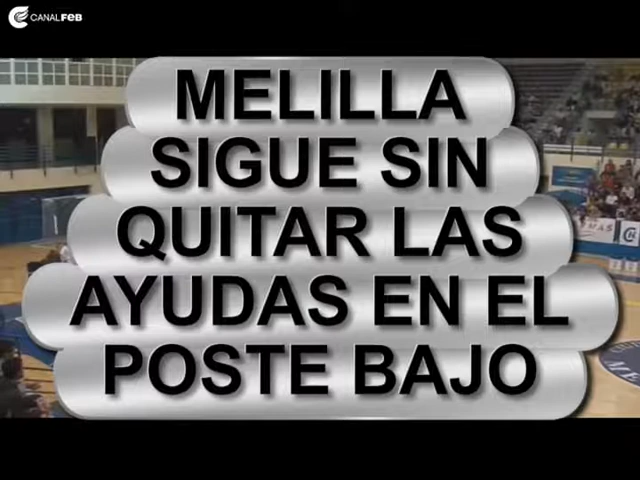 CANALFEB
MELILLA
SIGUE SIN
QUITAR LAS
AYUDAS EN EL
POSTE BAJO